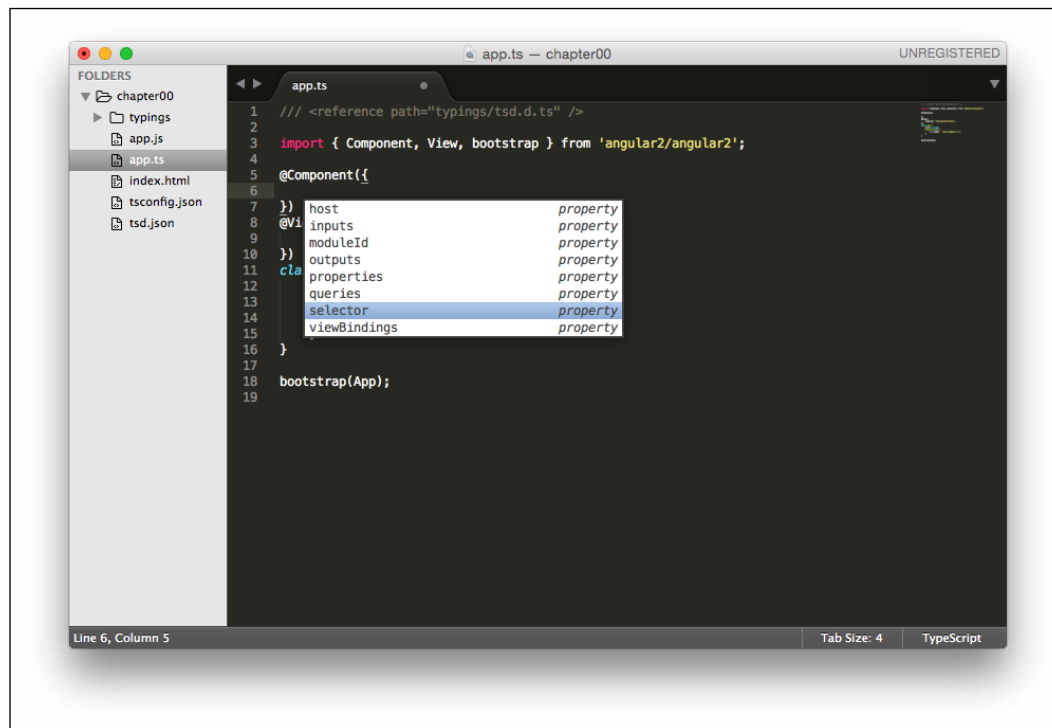 app.ts — chapter00
UNREGISTERED
FOLDERS
chapter00
typings
app.js
app.ts
index.html
tsconfig.json
tsd.json
app.ts
1 /// <reference path="typings/tsd.d.ts" />
2
3 import { Component, View, bootstrap } from 'angular2/angular2';
4
5 @Component({
6
7 })
8 @Vi
9
10 })
11 cla
12
13
14
15
16 }
17
18 bootstrap(App);
19
host property
inputs property
moduleId property
outputs property
properties property
queries property
selector property
viewBindings property
Line 6, Column 5
Tab Size: 4
TypeScript